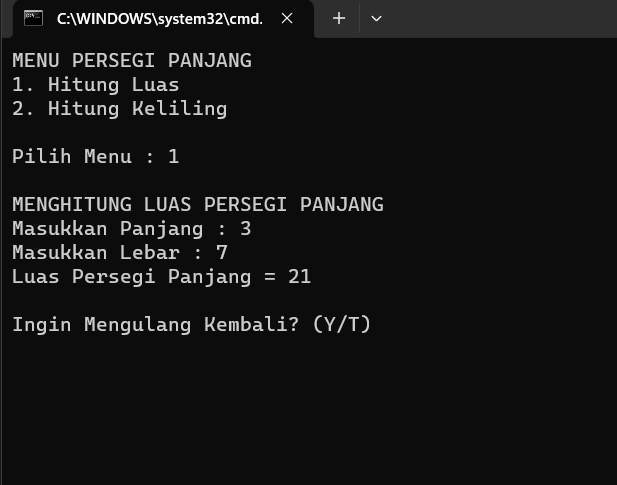 C:\WINDOWS\system32\cmd.
MENU PERSEGI PANJANG
1. Hitung Luas
2. Hitung Keliling
Pilih Menu : 1
MENGHITUNG LUAS PERSEGI PANJANG
Masukkan Panjang : 3
Masukkan Lebar : 7
Luas Persegi Panjang = 21
Ingin Mengulang Kembali? (Y/T)